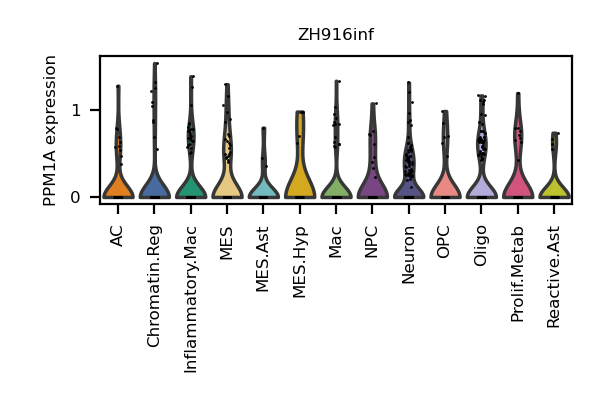 ZH916inf
PPM1A expression
1
0
AC
Chromatin.Reg
Inflammatory.Mac
MES
MES.Ast
MES.Hyp
Mac
NPC
Neuron
OPC
Oligo
Prolif.Metab
Reactive.Ast